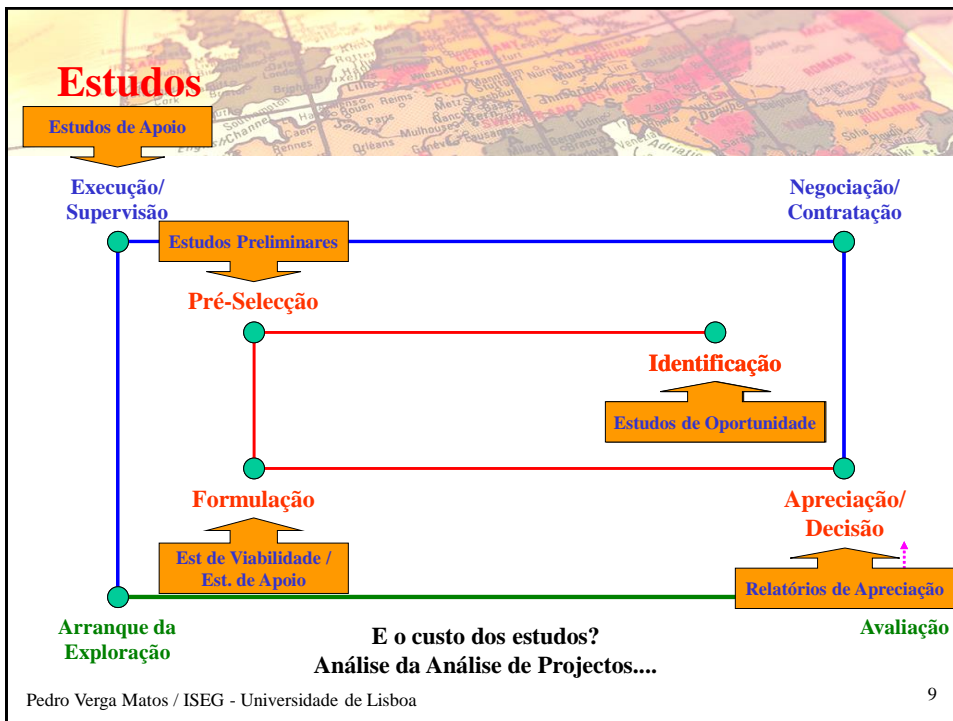 Estudos
Estudos de Apoio
Execução/
Supervisão
Negociação/
Contratação
Estudos Preliminares
Pré-Selecção
Identificação
Estudos de Oportunidade
Formulação
Est de Viabilidade /
Est. de Apoio
Apreciação/
Decisão
Relatórios de Apreciação
Arranque da
Exploração
Avaliação
E o custo dos estudos?
Análise da Análise de Projectos....
Pedro Verga Matos / ISEG - Universidade de Lisboa
9